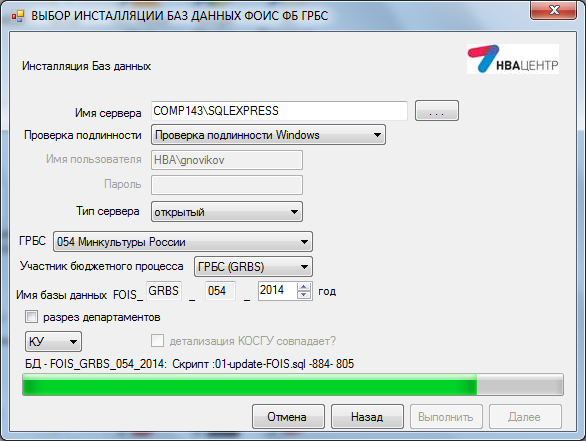 ВЫБОР ИНСТАЛЛЯЦИИ БАЗ ДАННЫХ ФОИС ФБ ГРБС
Инсталляция Баз данных
НВАЦЕНТР
Имя сервера COMP143\SQLEXPRESS ...
Проверка подлинности Проверка подлинности Windows
Имя пользователя HBA\gnovikov
Пароль
Тип сервера открытый
ГРБС 054 Минкультуры России
Участник бюджетного процесса ГРБС (GRBS)
Имя базы данных FOIS_ GRBS _ 054 _ 2014 год
разрез департаментов
КУ детализация КОСГУ совпадает?
БД - FOIS_GRBS_054_2014: Скрипт :01-update-FOIS.sql -884- 805
Отмена Назад Выполнить Далее